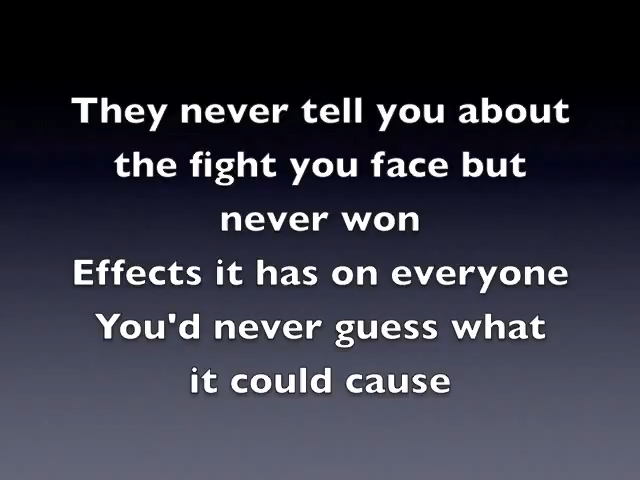 They never tell you about
the fight you face but
never won
Effects it has on everyone
You'd never guess what
it could cause